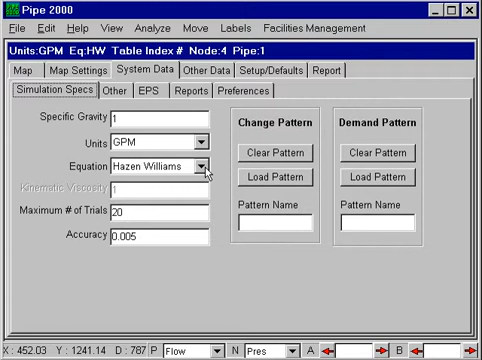 Pipe 2000
File Edit Help View Analyze Move Labels Facilities Management
Units:GPM Eq:HW Table Index # Node:4 Pipe:1
Map Map Settings System Data Other Data Setup/Defaults Report
Simulation Specs Other EPS Reports Preferences
Specific Gravity 1
Units GPM
Equation Hazen Williams
Kinematic Viscosity 1
Maximum # of Trials 20
Accuracy 0.005
Change Pattern
Clear Pattern
Load Pattern
Pattern Name
Demand Pattern
Clear Pattern
Load Pattern
Pattern Name
X : 452.03 Y : 1241.14 D : 787 P Flow N Pres A B